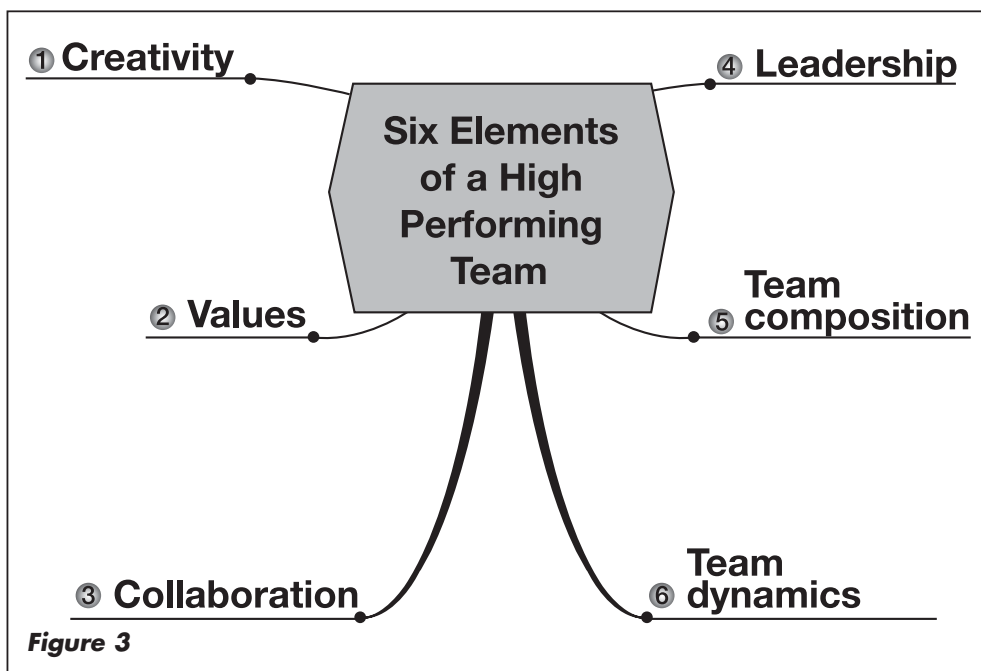 Six Elements
of a High
Performing
Team
1 Creativity
2 Values
3 Collaboration
4 Leadership
Team
5 composition
Team
6 dynamics
Figure 3